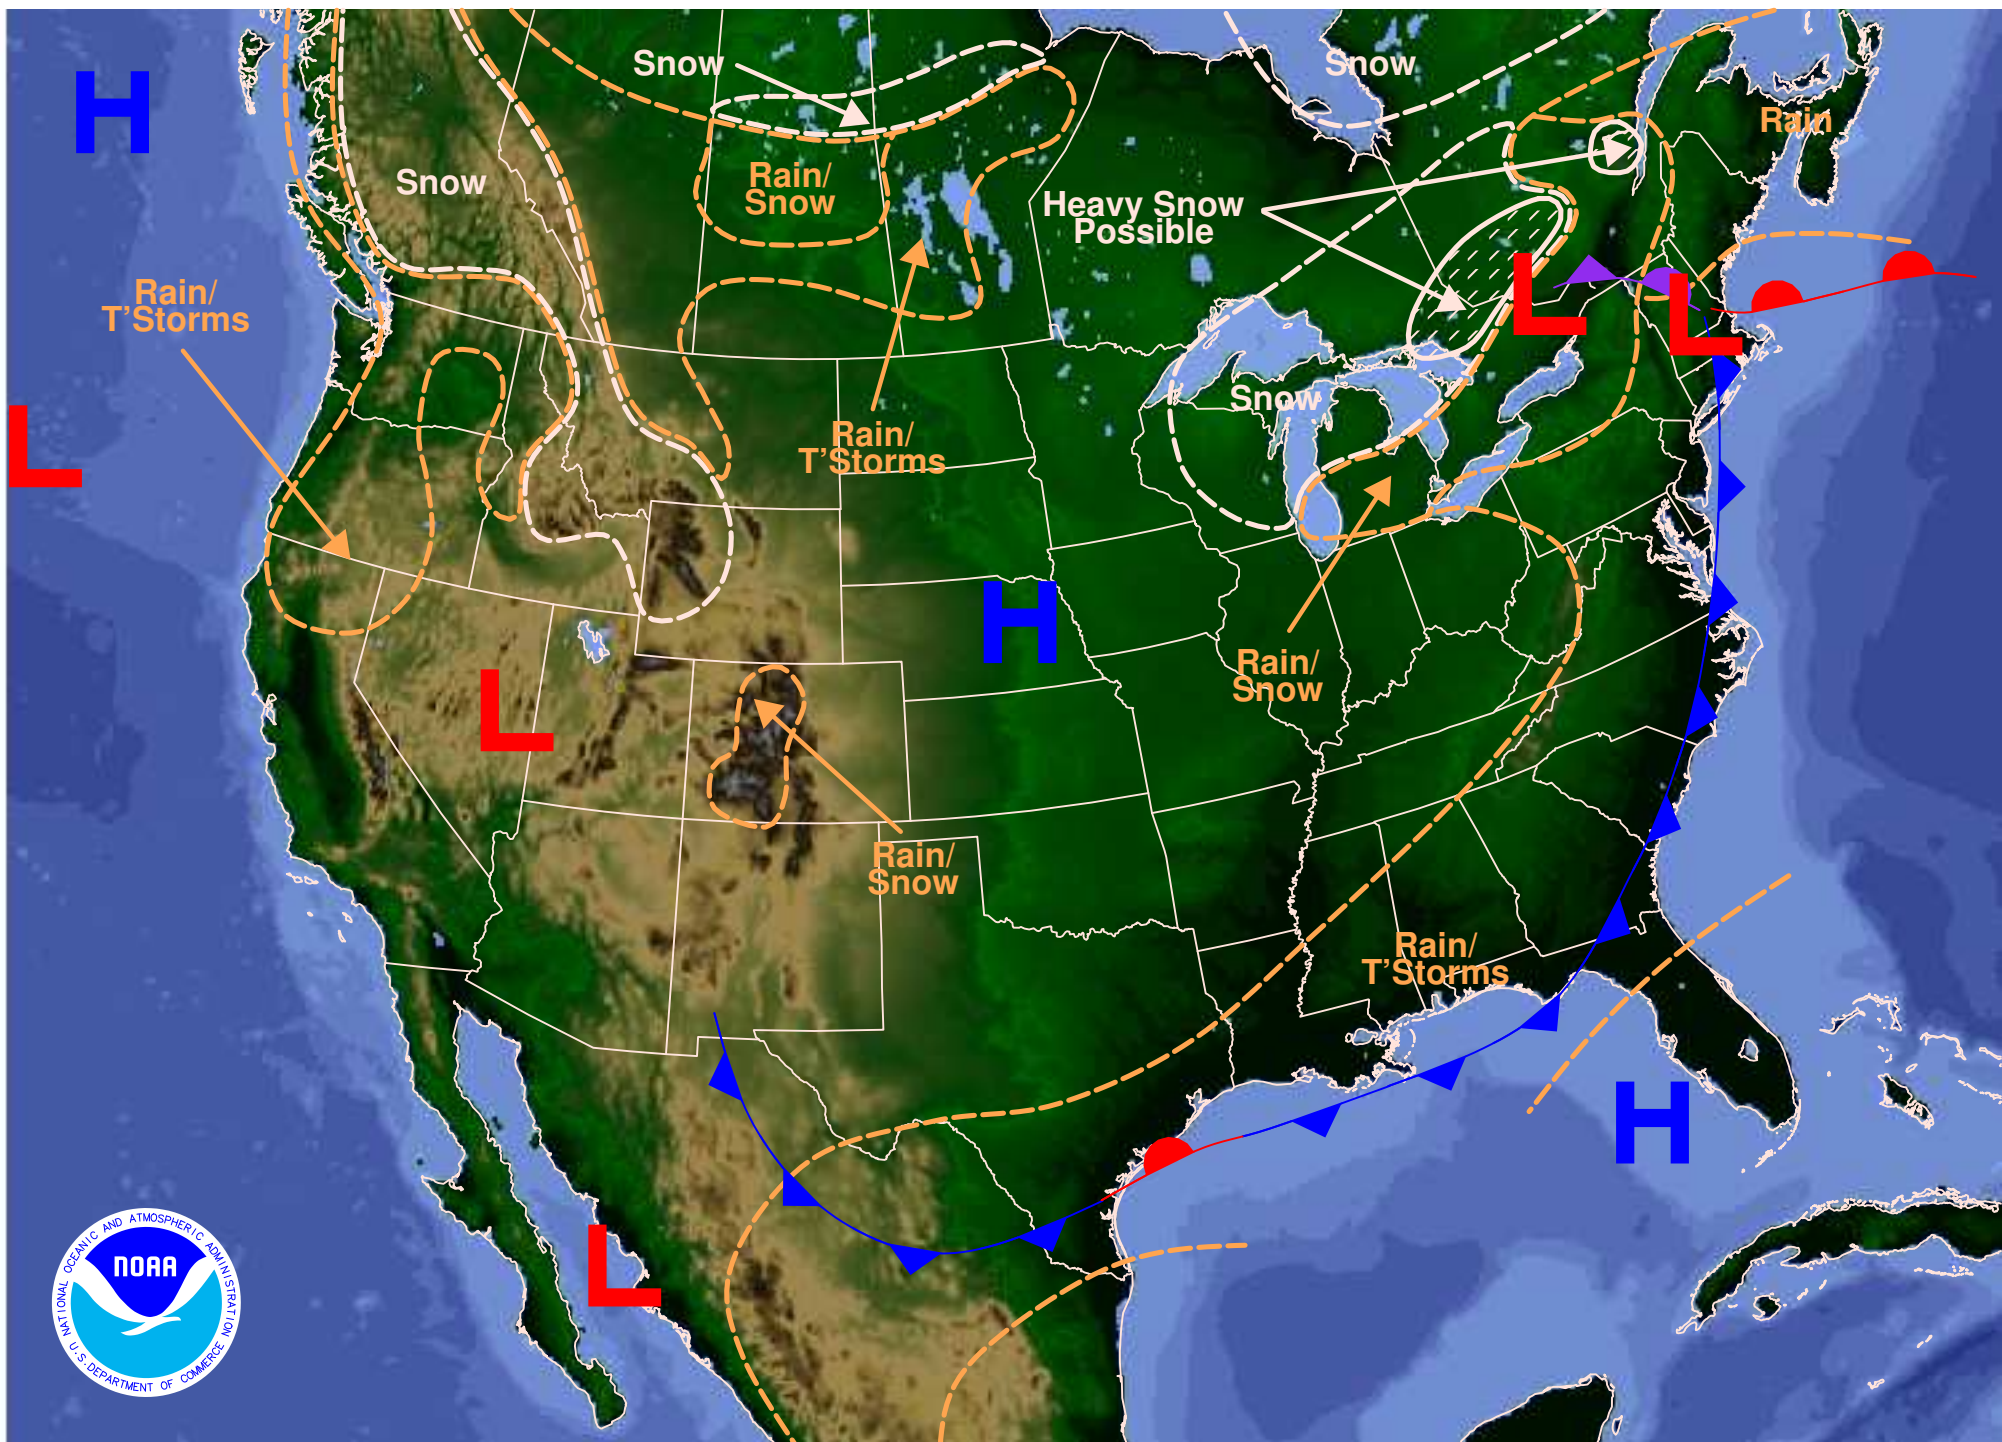 H
Snow
Snow
Rain
Snow
Rain/
Snow
Heavy Snow
Possible
Rain/
T'Storms
L
L
L
Snow
Rain/
T'Storms
H
Rain/
Snow
L
Rain/
Snow
Rain/
T'Storms
H
L
NOAA
NATIONAL OCEANIC AND ATMOSPHERIC ADMINISTRATION
U.S. DEPARTMENT OF COMMERCE